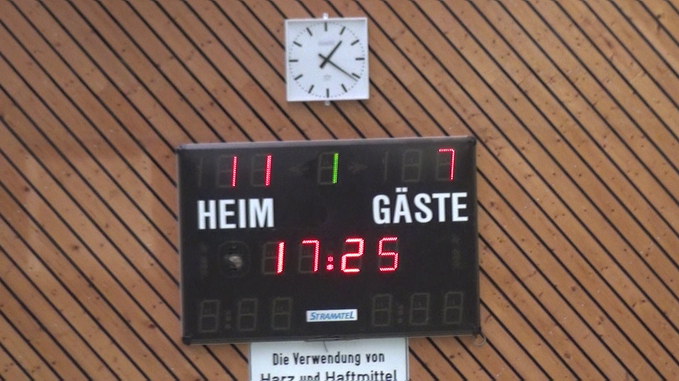 11 1 7
HEIM GÄSTE
17:25
STRAMATEL
Die Verwendung von
Harz und Haftmittel